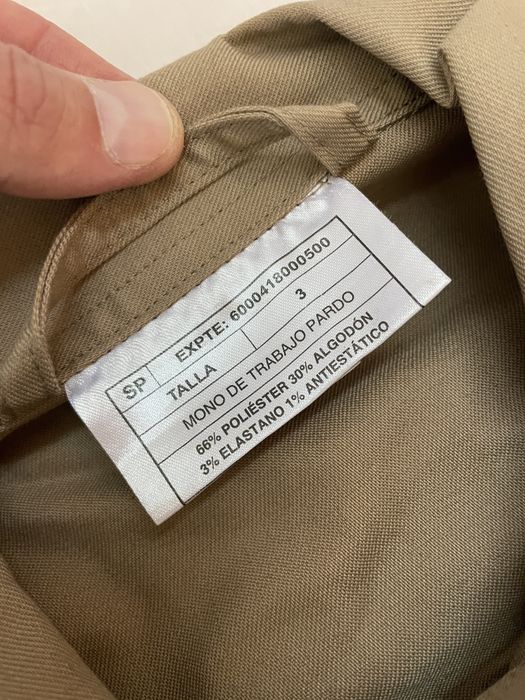 SP EXPTE: 6000418000500
TALLA 3
MONO DE TRABAJO PARDO
66% POLIÉSTER 30% ALGODÓN
3% ELASTANO 1% ANTIESTÁTICO